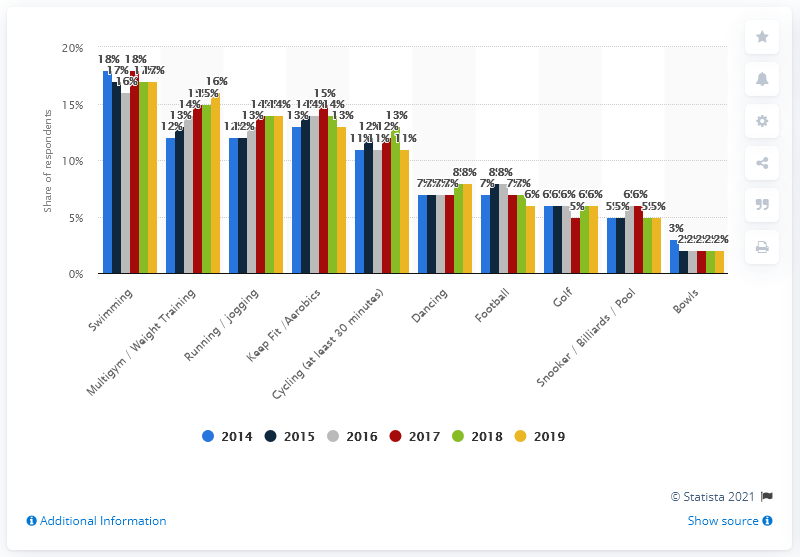 20%
15%
10%
5%
0%
Share of respondents
18% 17% 16% 18% 17% 17%
12% 13% 14% 15% 15% 16%
12% 12% 13% 14% 14% 14%
13% 14% 14% 15% 14% 13%
11% 12% 11% 12% 13% 11%
7% 7% 7% 7% 8% 8%
7% 8% 8% 7% 7% 6%
6% 6% 6% 5% 6% 6%
5% 5% 6% 6% 5% 5%
3% 2% 2% 2% 2% 2%
Swimming
Multigym / Weight Training
Running / Jogging
Keep Fit /Aerobics
Cycling (at least 30 minutes)
Dancing
Football
Golf
Snooker / Billiards / Pool
Bowls
2014 2015 2016 2017 2018 2019
© Statista 2021
Additional Information
Show source